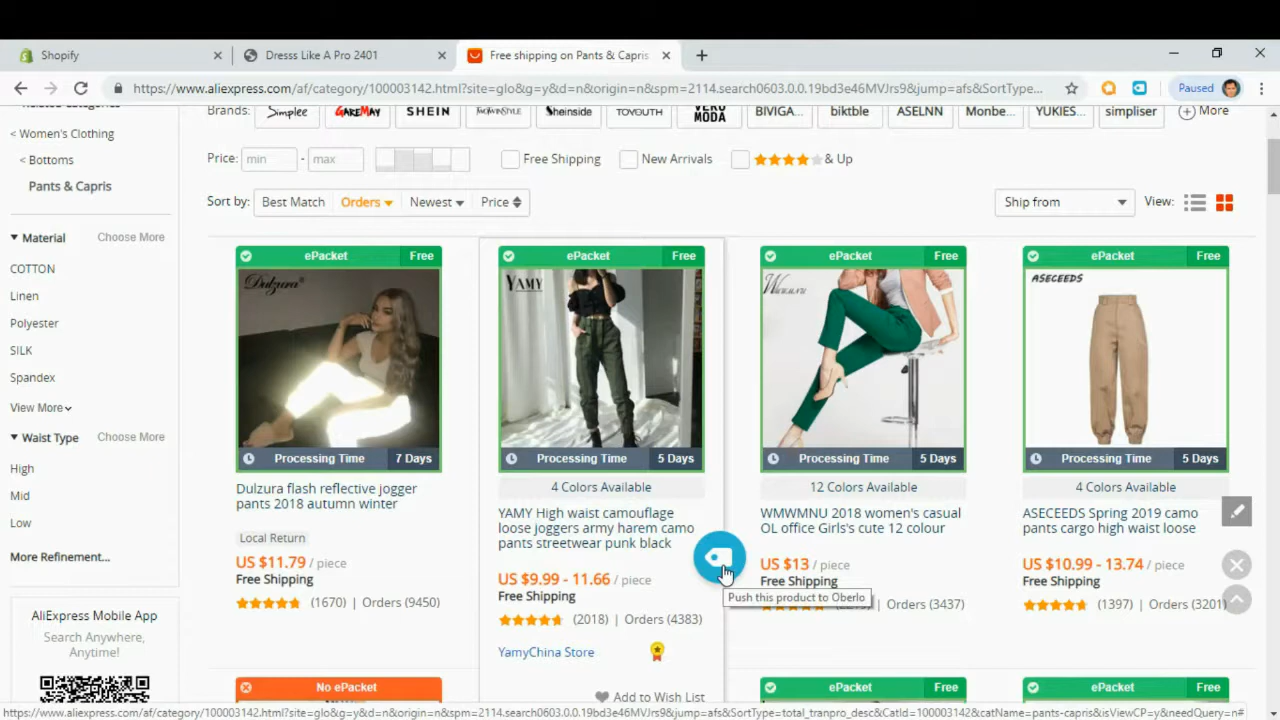 Shopify
Dresss Like A Pro 2401
Free shipping on Pants & Capris
https://www.aliexpress.com/af/category/100003142.html?site=glo&g=y&d=n&origin=n&spm=2114.search0603.0.0.19bd3e46MVJrs9&jump=afs&SortType...
Paused
Brands:
Simplee
GAREMAY
SHEIN
TWOTWINSTYLE
Sheinside
TOYOUTH
VERO MODA
BIVIGA...
biktble
ASELNN
Monbe...
YUKIES...
simpliser
More
< Women's Clothing
< Bottoms
Pants & Capris
Price:
min
-
max
Free Shipping
New Arrivals
& Up
Sort by:
Best Match
Orders
Newest
Price
Ship from
View:
Material
Choose More
COTTON
Linen
Polyester
SILK
Spandex
View More
Waist Type
Choose More
High
Mid
Low
More Refinement...
AliExpress Mobile App
Search Anywhere,
Anytime!
ePacket
Free
Dulzura
Processing Time
7 Days
Dulzura flash reflective jogger
pants 2018 autumn winter
Local Return
US $11.79 / piece
Free Shipping
(1670) | Orders (9450)
No ePacket
ePacket
Free
YAMY
Processing Time
5 Days
4 Colors Available
YAMY High waist camouflage
loose joggers army harem camo
pants streetwear punk black
US $9.99 - 11.66 / piece
Free Shipping
(2018) | Orders (4383)
YamyChina Store
Add to Wish List
ePacket
Free
Processing Time
5 Days
12 Colors Available
WMWMNU 2018 women's casual
OL office Girl's cute 12 colour
US $13 / piece
Free Shipping
Push this product to Oberlo
| Orders (3437)
ePacket
Free
ePacket
Free
ASECEEDS
Processing Time
5 Days
4 Colors Available
ASECEEDS Spring 2019 camo
pants cargo high waist loose
US $10.99 - 13.74 / piece
Free Shipping
(1397) | Orders (3201)
ePacket
Free
https://www.aliexpress.com/af/category/100003142.html?site=glo&g=y&d=n&origin=n&spm=2114.search0603.0.0.19bd3e46MVJrs9&jump=afs&SortType=total_tranpro_desc&CatId=100003142&catName=pants-capris&isViewCP=y&needQuery=n#